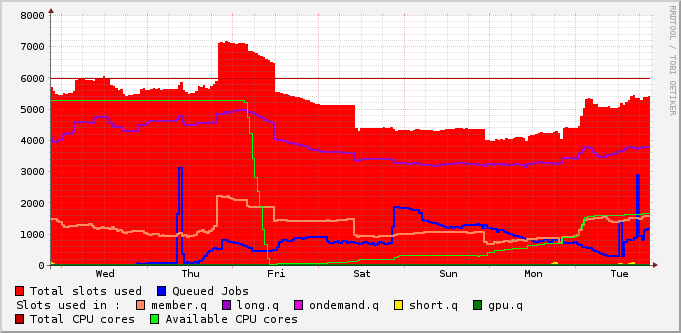 8000
7000
6000
5000
4000
3000
2000
1000
0
Wed Thu Fri Sat Sun Mon Tue
RRDTOOL / TOBI OETIKER
Total slots used Queued Jobs
Slots used in : member.q long.q ondemand.q short.q gpu.q
Total CPU cores Available CPU cores